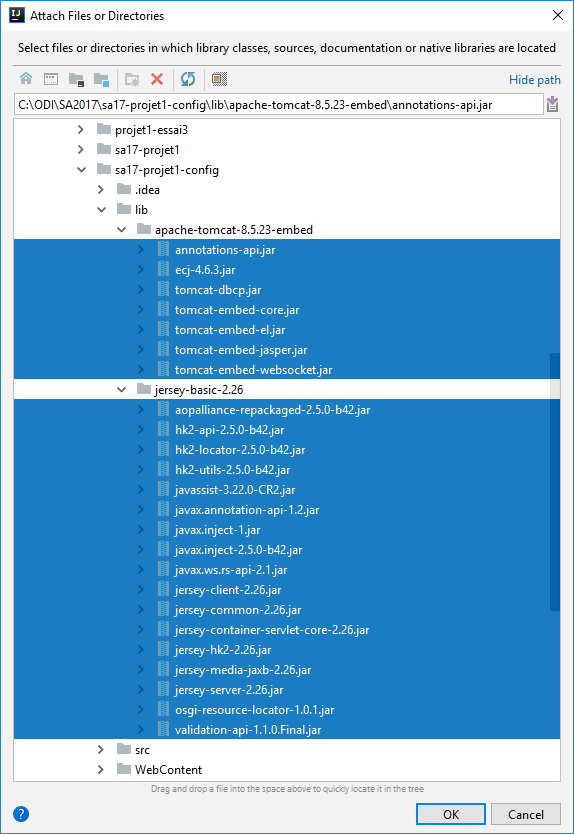 IJ Attach Files or Directories
Select files or directories in which library classes, sources, documentation or native libraries are located
Hide path
C:\ODI\SA2017\sa17-projet1-config\lib\apache-tomcat-8.5.23-embed\annotations-api.jar
projet1-essai3
sa17-projet1
sa17-projet1-config
.idea
lib
apache-tomcat-8.5.23-embed
annotations-api.jar
ecj-4.6.3.jar
tomcat-dbcp.jar
tomcat-embed-core.jar
tomcat-embed-el.jar
tomcat-embed-jasper.jar
tomcat-embed-websocket.jar
jersey-basic-2.26
aopalliance-repackaged-2.5.0-b42.jar
hk2-api-2.5.0-b42.jar
hk2-locator-2.5.0-b42.jar
hk2-utils-2.5.0-b42.jar
javassist-3.22.0-CR2.jar
javax.annotation-api-1.2.jar
javax.inject-1.jar
javax.inject-2.5.0-b42.jar
javax.ws.rs-api-2.1.jar
jersey-client-2.26.jar
jersey-common-2.26.jar
jersey-container-servlet-core-2.26.jar
jersey-hk2-2.26.jar
jersey-media-jaxb-2.26.jar
jersey-server-2.26.jar
osgi-resource-locator-1.0.1.jar
validation-api-1.1.0.Final.jar
src
WebContent
Drag and drop a file into the space above to quickly locate it in the tree
? OK Cancel